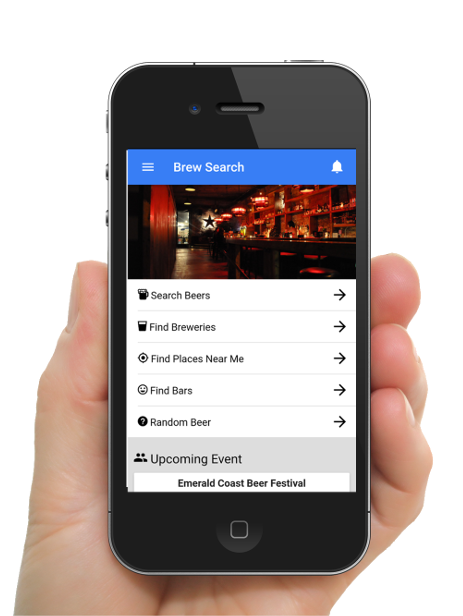 Brew Search
Search Beers
Find Breweries
Find Places Near Me
Find Bars
Random Beer
Upcoming Event
Emerald Coast Beer Festival